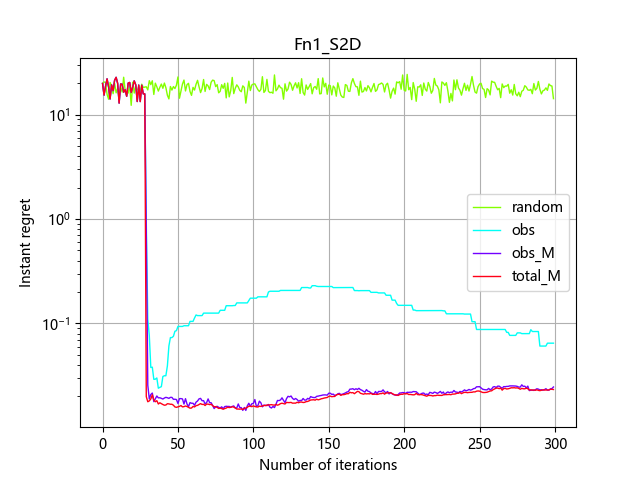 Fn1_S2D
Instant regret
10¹
10⁰
10⁻¹
random
obs
obs_M
total_M
0 50 100 150 200 250 300
Number of iterations